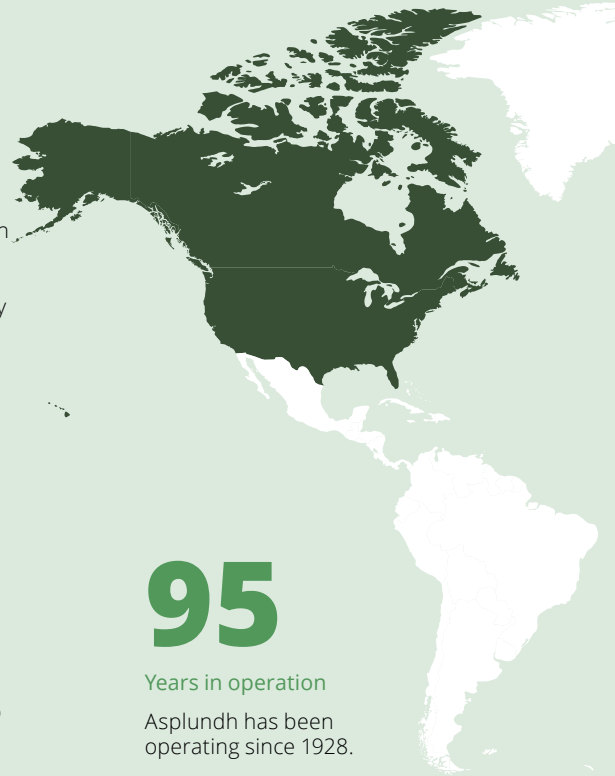 95
Years in operation
Asplundh has been
operating since 1928.